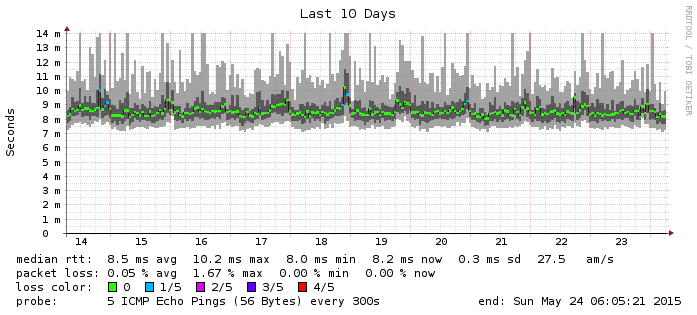 Last 10 Days
RRDTOOL / TOBI OETIKER
Seconds
14 m
13 m
12 m
11 m
10 m
9 m
8 m
7 m
6 m
5 m
4 m
3 m
2 m
1 m
0
14 15 16 17 18 19 20 21 22 23
median rtt: 8.5 ms avg 10.2 ms max 8.0 ms min 8.2 ms now 0.3 ms sd 27.5 am/s
packet loss: 0.05 % avg 1.67 % max 0.00 % min 0.00 % now
loss color: 0 1/5 2/5 3/5 4/5
probe: 5 ICMP Echo Pings (56 Bytes) every 300s end: Sun May 24 06:05:21 2015